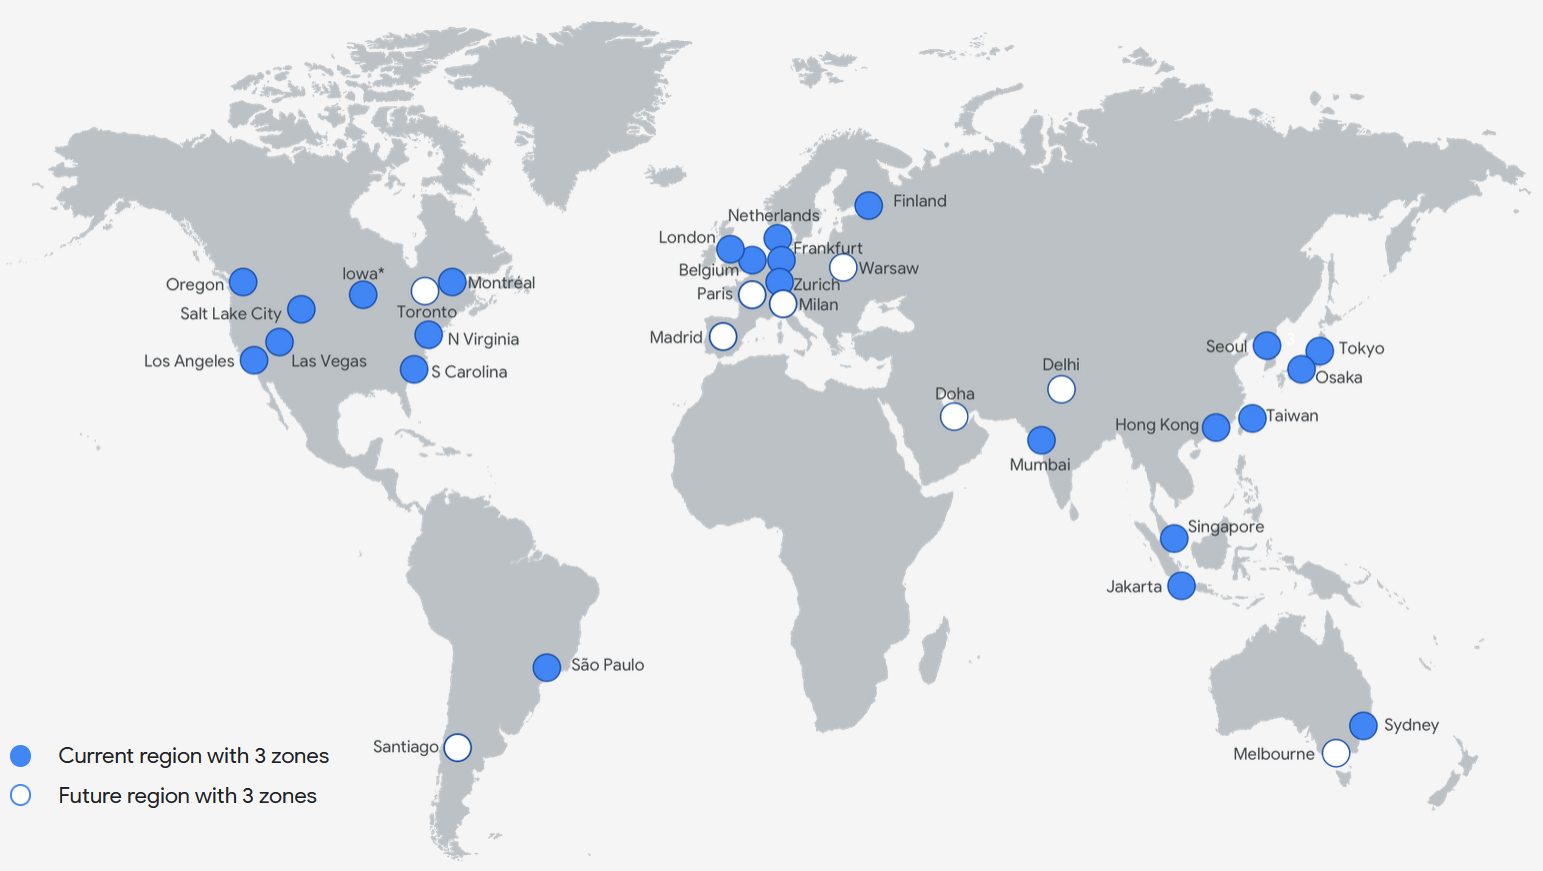 Finland
Netherlands
London
Frankfurt
Belgium
Warsaw
Iowa*
Oregon
Montréal
Zurich
Paris
Milan
Salt Lake City
Toronto
Madrid
N Virginia
Seoul
Tokyo
Los Angeles
Las Vegas
S Carolina
Delhi
Osaka
Doha
Taiwan
Hong Kong
Mumbai
Singapore
Jakarta
São Paulo
Sydney
Santiago
Melbourne
Current region with 3 zones
Future region with 3 zones